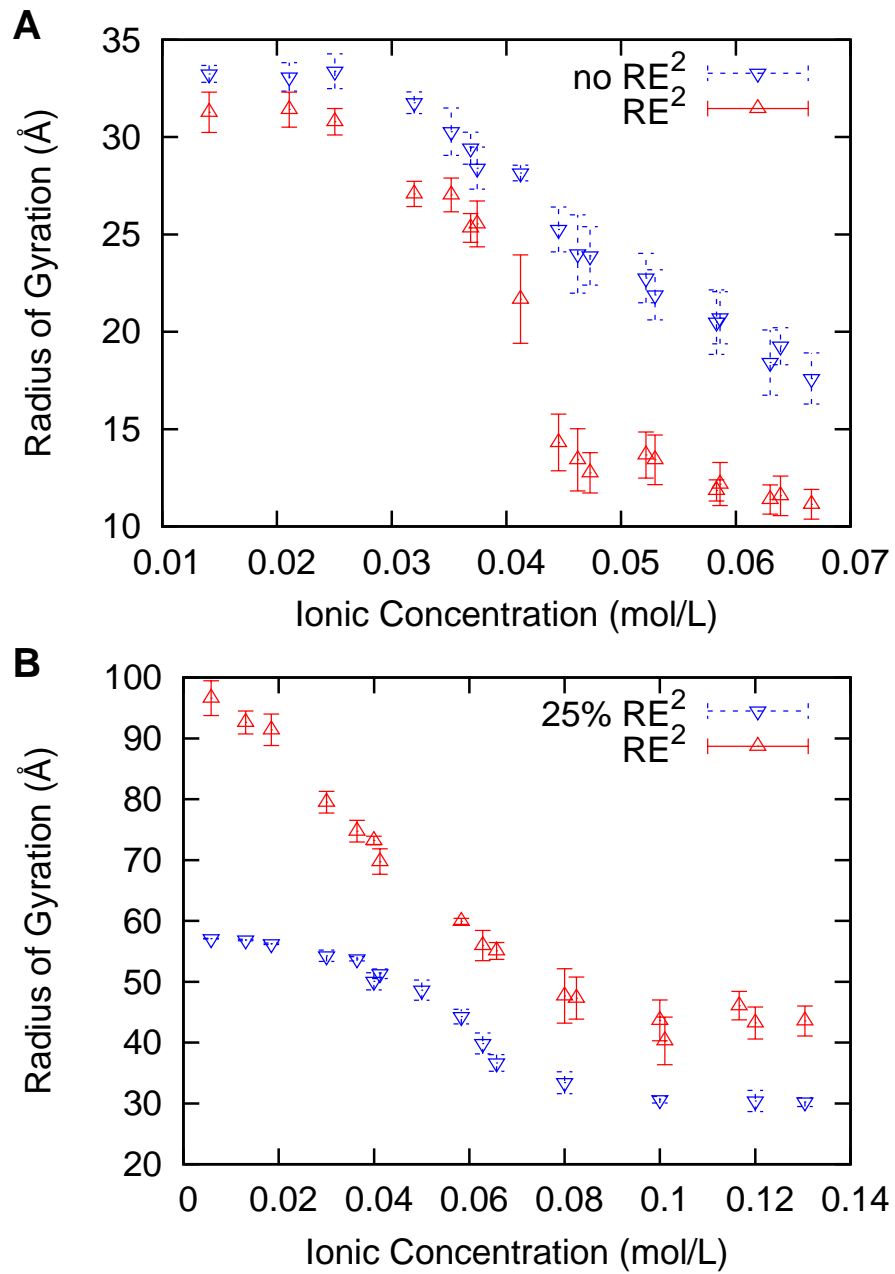 A
35
30
25
20
15
10
Radius of Gyration (Å)
no RE²
RE²
0.01 0.02 0.03 0.04 0.05 0.06 0.07
Ionic Concentration (mol/L)
B
100
90
80
70
60
50
40
30
20
Radius of Gyration (Å)
25% RE²
RE²
0 0.02 0.04 0.06 0.08 0.1 0.12 0.14
Ionic Concentration (mol/L)